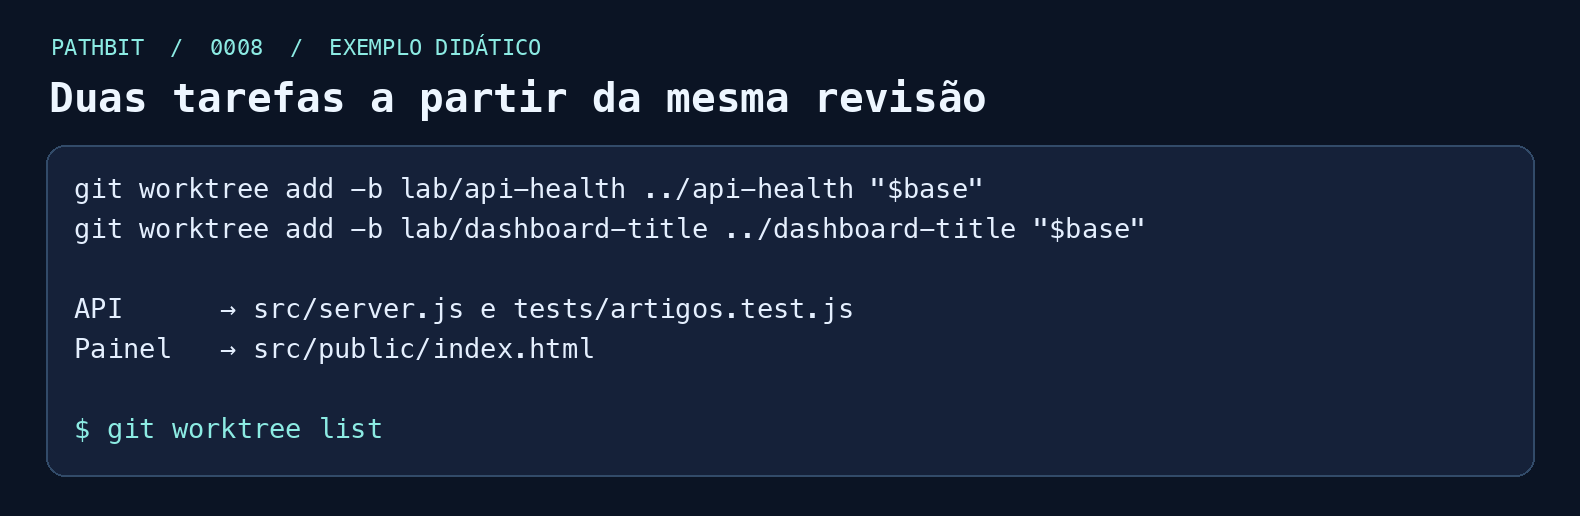 PATHBIT / 0008 / EXEMPLO DIDÁTICO
Duas tarefas a partir da mesma revisão
git worktree add -b lab/api-health ../api-health "$base"
git worktree add -b lab/dashboard-title ../dashboard-title "$base"
API → src/server.js e tests/artigos.test.js
Painel → src/public/index.html
$ git worktree list